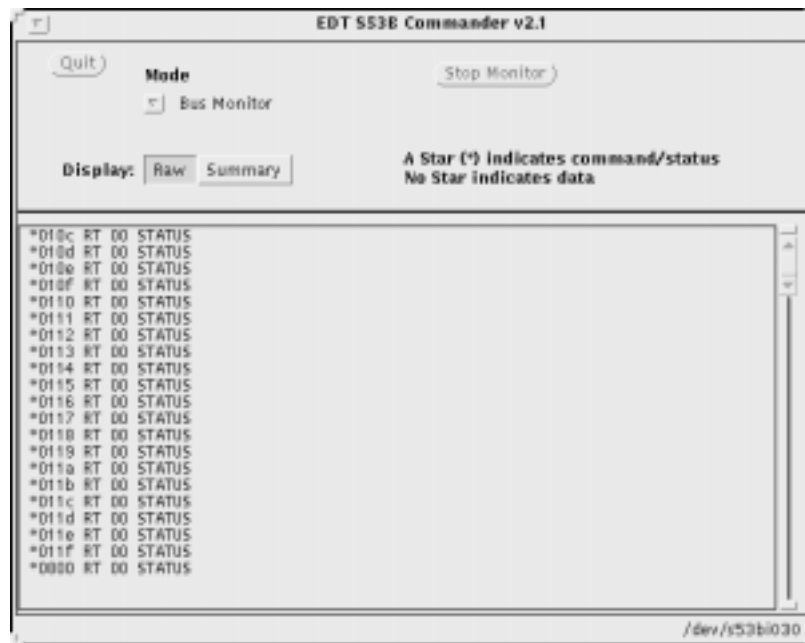 EDT S53B Commander v2.1
Quit
Mode
Stop Monitor
Bus Monitor
Display: Raw Summary
A Star (*) indicates command/status
No Star indicates data
*010c RT 00 STATUS
*010d RT 00 STATUS
*010e RT 00 STATUS
*010f RT 00 STATUS
*0110 RT 00 STATUS
*0111 RT 00 STATUS
*0112 RT 00 STATUS
*0113 RT 00 STATUS
*0114 RT 00 STATUS
*0115 RT 00 STATUS
*0116 RT 00 STATUS
*0117 RT 00 STATUS
*0118 RT 00 STATUS
*0119 RT 00 STATUS
*011a RT 00 STATUS
*011b RT 00 STATUS
*011c RT 00 STATUS
*011d RT 00 STATUS
*011e RT 00 STATUS
*011f RT 00 STATUS
*0800 RT 00 STATUS
/dev/s53bi030